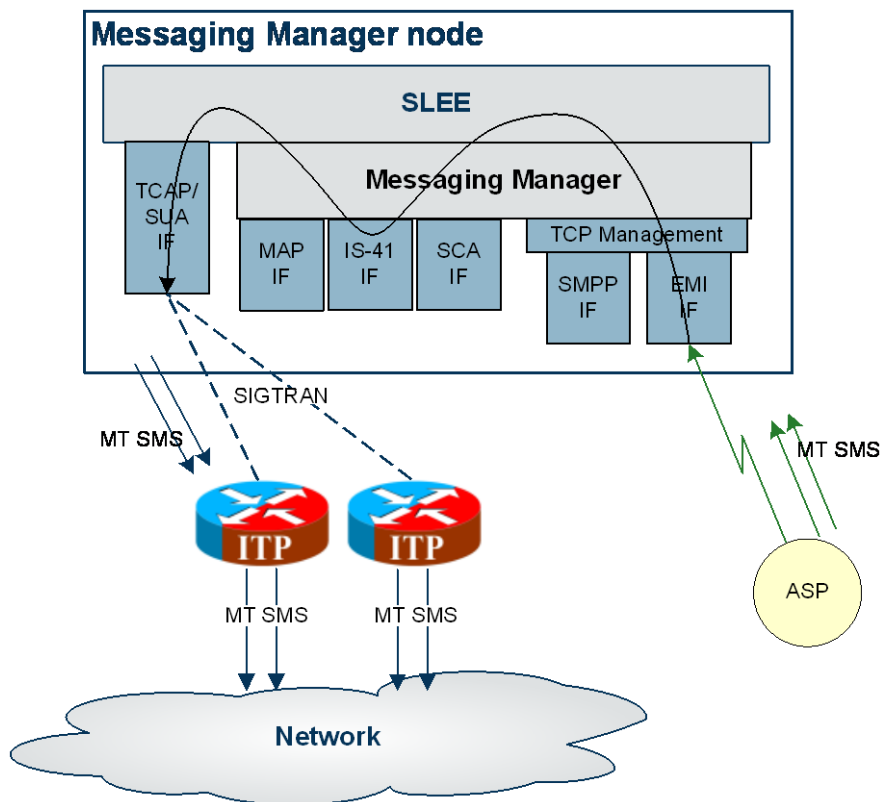 Messaging Manager node
SLEE
TCAP/
SUA
IF
Messaging Manager
MAP
IF
IS-41
IF
SCA
IF
TCP Management
SMPP
IF
EMI
IF
SIGTRAN
MT SMS
MT SMS
ITP
ITP
ASP
MT SMS
MT SMS
Network